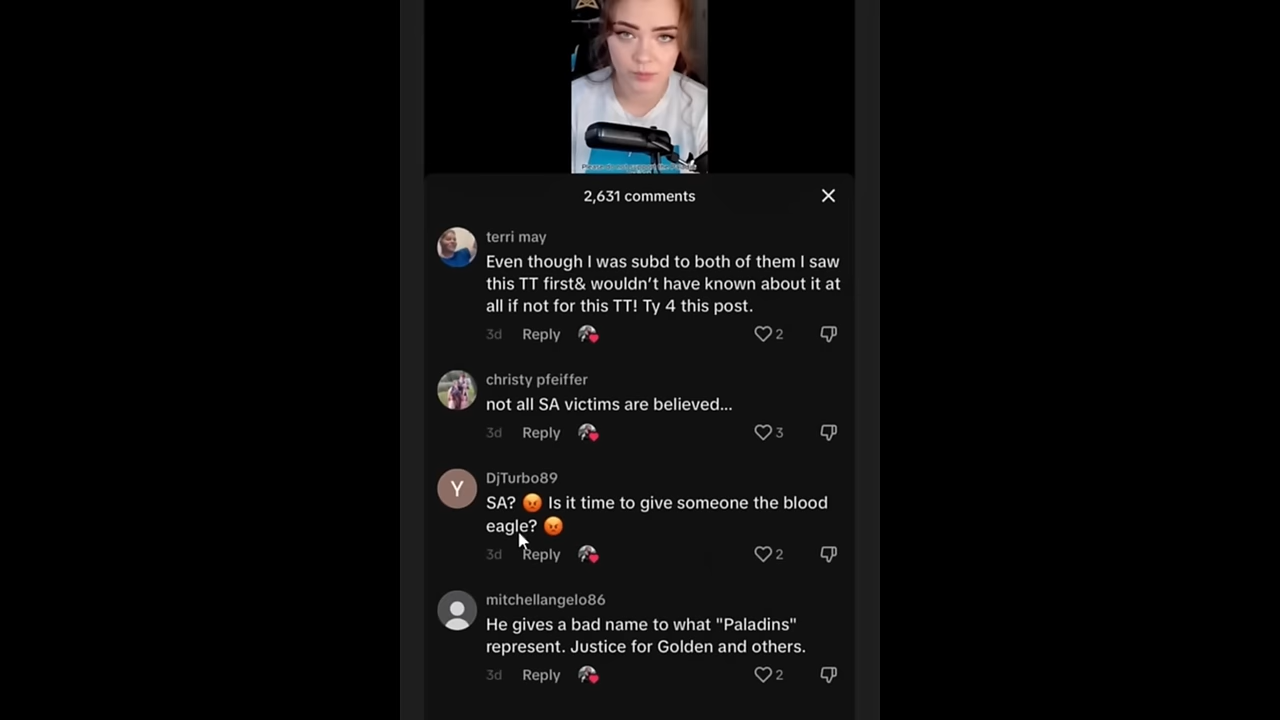 2,631 comments
terri may
Even though I was subd to both of them I saw
this TT first& wouldn't have known about it at
all if not for this TT! Ty 4 this post.
3d Reply 2
christy pfeiffer
not all SA victims are believed...
3d Reply 3
Y
DjTurbo89
SA? 😡 Is it time to give someone the blood
eagle? 😡
3d Reply 2
mitchellangelo86
He gives a bad name to what "Paladins"
represent. Justice for Golden and others.
3d Reply 2